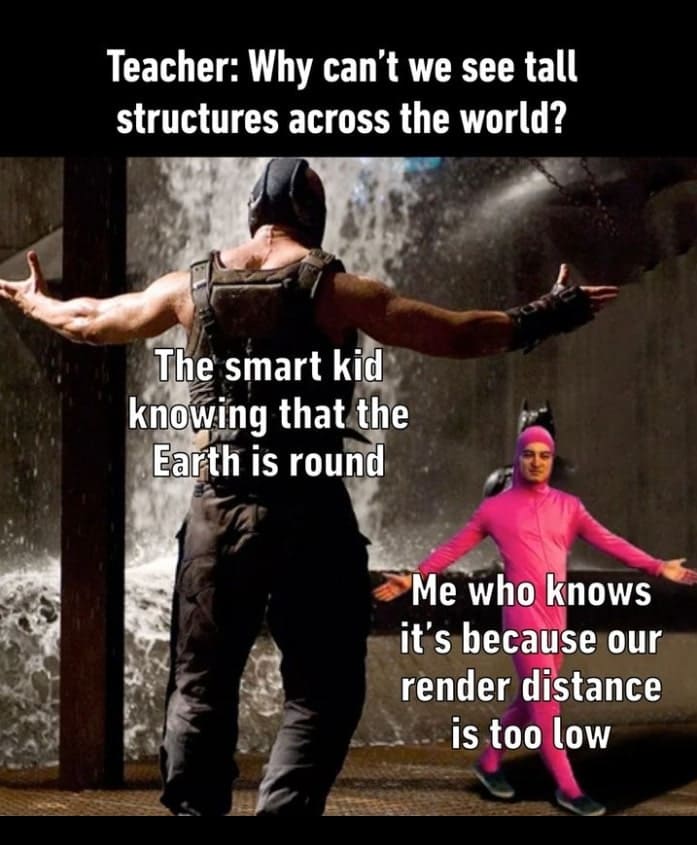 Teacher: Why can't we see tall
structures across the world?
The smart kid
knowing that the
Earth is round
Me who knows
it's because our
render distance
is too low